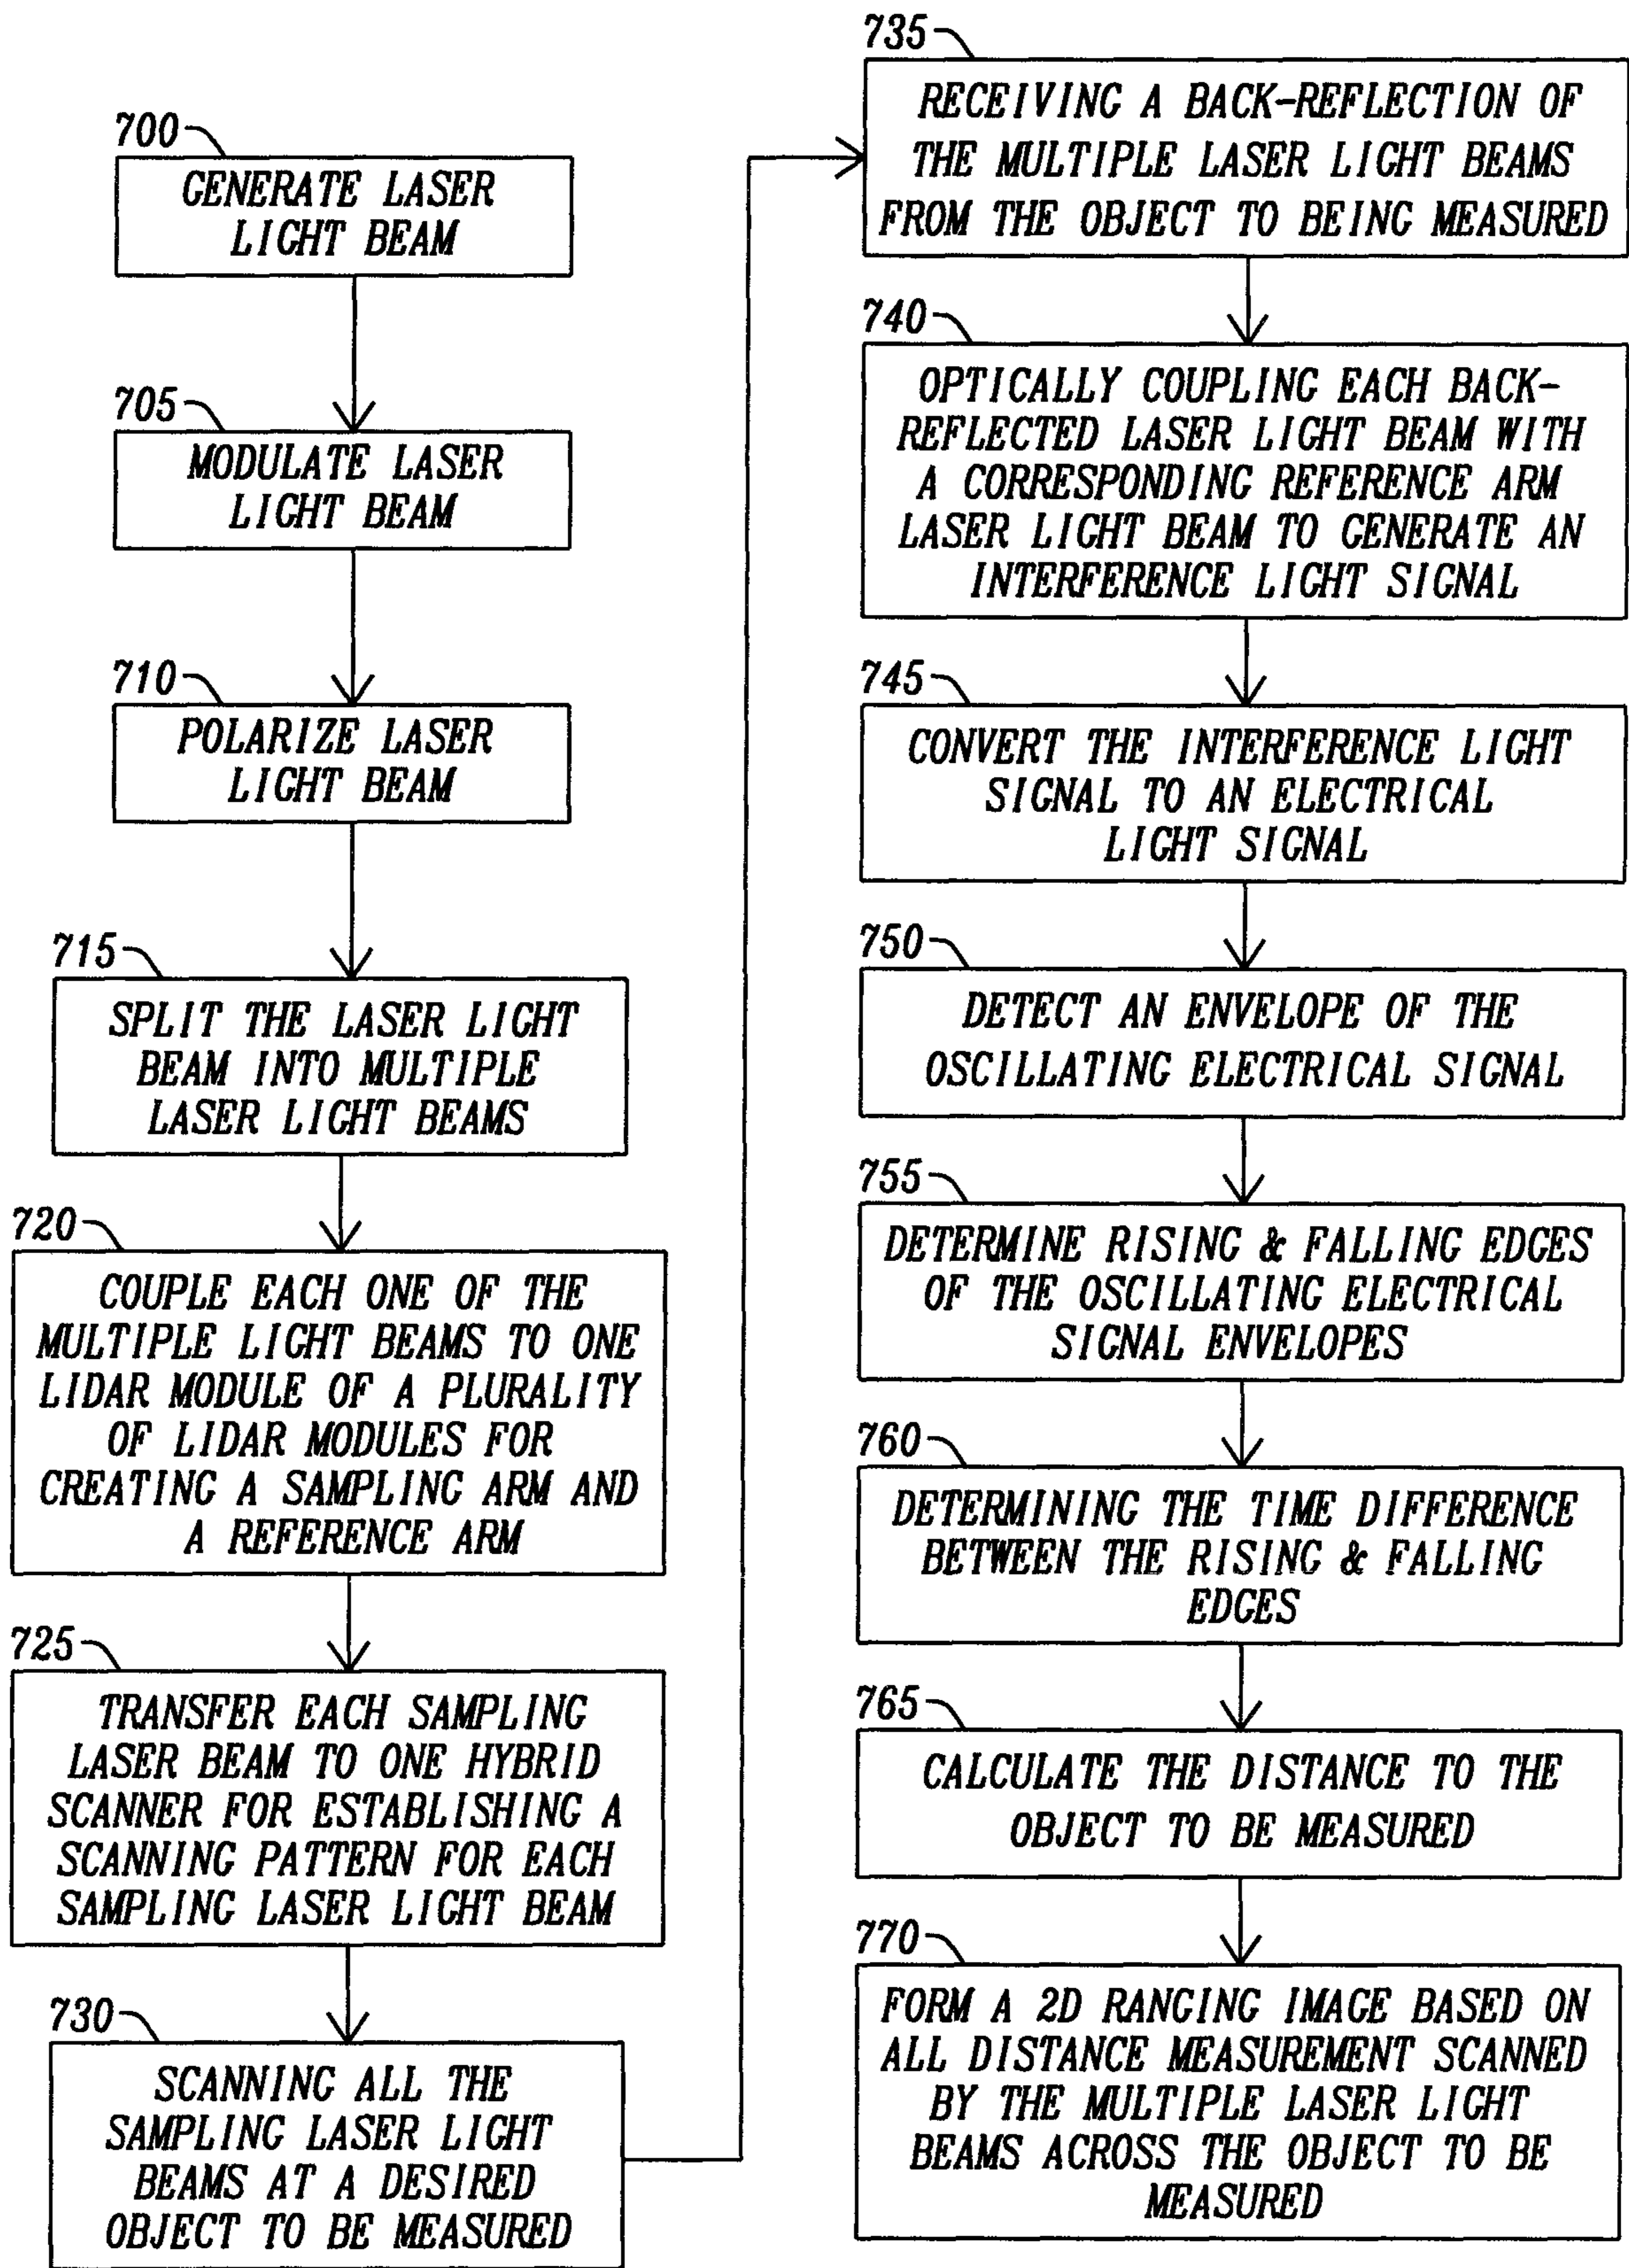 700
GENERATE LASER
LIGHT BEAM
705
MODULATE LASER
LIGHT BEAM
710
POLARIZE LASER
LIGHT BEAM
715
SPLIT THE LASER LIGHT
BEAM INTO MULTIPLE
LASER LIGHT BEAMS
720
COUPLE EACH ONE OF THE
MULTIPLE LIGHT BEAMS TO ONE
LIDAR MODULE OF A PLURALITY
OF LIDAR MODULES FOR
CREATING A SAMPLING ARM AND
A REFERENCE ARM
725
TRANSFER EACH SAMPLING
LASER BEAM TO ONE HYBRID
SCANNER FOR ESTABLISHING A
SCANNING PATTERN FOR EACH
SAMPLING LASER LIGHT BEAM
730
SCANNING ALL THE
SAMPLING LASER LIGHT
BEAMS AT A DESIRED
OBJECT TO BE MEASURED
735
RECEIVING A BACK-REFLECTION OF
THE MULTIPLE LASER LIGHT BEAMS
FROM THE OBJECT TO BEING MEASURED
740
OPTICALLY COUPLING EACH BACK-
REFLECTED LASER LIGHT BEAM WITH
A CORRESPONDING REFERENCE ARM
LASER LIGHT BEAM TO GENERATE AN
INTERFERENCE LIGHT SIGNAL
745
CONVERT THE INTERFERENCE LIGHT
SIGNAL TO AN ELECTRICAL
LIGHT SIGNAL
750
DETECT AN ENVELOPE OF THE
OSCILLATING ELECTRICAL SIGNAL
755
DETERMINE RISING & FALLING EDGES
OF THE OSCILLATING ELECTRICAL
SIGNAL ENVELOPES
760
DETERMINING THE TIME DIFFERENCE
BETWEEN THE RISING & FALLING
EDGES
765
CALCULATE THE DISTANCE TO THE
OBJECT TO BE MEASURED
770
FORM A 2D RANGING IMAGE BASED ON
ALL DISTANCE MEASUREMENT SCANNED
BY THE MULTIPLE LASER LIGHT
BEAMS ACROSS THE OBJECT TO BE
MEASURED